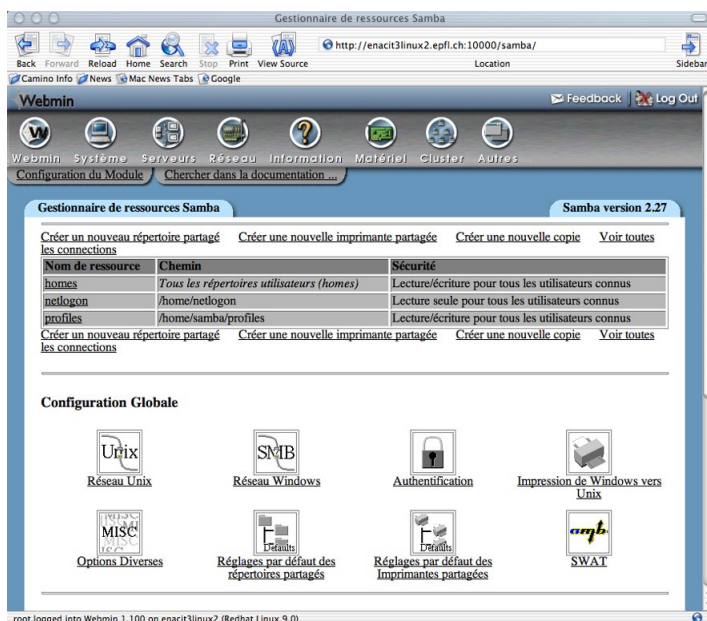 Gestionnaire de ressources Samba
http://enacit3linux2.epfl.ch:10000/samba/
Back Forward Reload Home Search Stop Print View Source Location Sidebar
Camino Info News Mac News Tabs Google
Webmin Feedback Log Out
Webmin Système Serveurs Réseau Information Matériel Cluster Autres
Configuration du Module Chercher dans la documentation ...
Gestionnaire de ressources Samba Samba version 2.27
Créer un nouveau répertoire partagé Créer une nouvelle imprimante partagée Créer une nouvelle copie Voir toutes
les connections
Nom de ressource Chemin Sécurité
homes Tous les répertoires utilisateurs (homes) Lecture/écriture pour tous les utilisateurs connus
netlogon /home/netlogon Lecture seule pour tous les utilisateurs connus
profiles /home/samba/profiles Lecture/écriture pour tous les utilisateurs connus
Créer un nouveau répertoire partagé Créer une nouvelle imprimante partagée Créer une nouvelle copie Voir toutes
les connections
Configuration Globale
Unix SMB
Réseau Unix Réseau Windows Authentification Impression de Windows vers
Unix
MISC Défaults Défaults amb
Options Diverses Réglages par défaut des Réglages par défaut des SWAT
répertoires partagés Imprimantes partagées
root logged into Webmin 1.100 on enacit3linux2 (Redhat Linux 9.0)